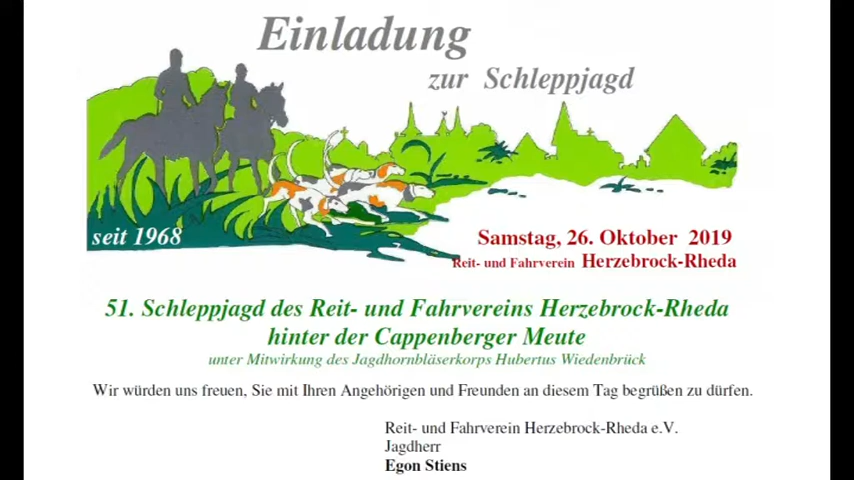 Einladung
zur Schleppjagd
seit 1968
Samstag, 26. Oktober 2019
Reit- und Fahrverein Herzebrock-Rheda
51. Schleppjagd des Reit- und Fahrvereins Herzebrock-Rheda
hinter der Cappenberger Meute
unter Mitwirkung des Jagdhornbläserkorps Hubertus Wiedenbrück
Wir würden uns freuen, Sie mit Ihren Angehörigen und Freunden an diesem Tag begrüßen zu dürfen.
Reit- und Fahrverein Herzebrock-Rheda e.V.
Jagdherr
Egon Stiens